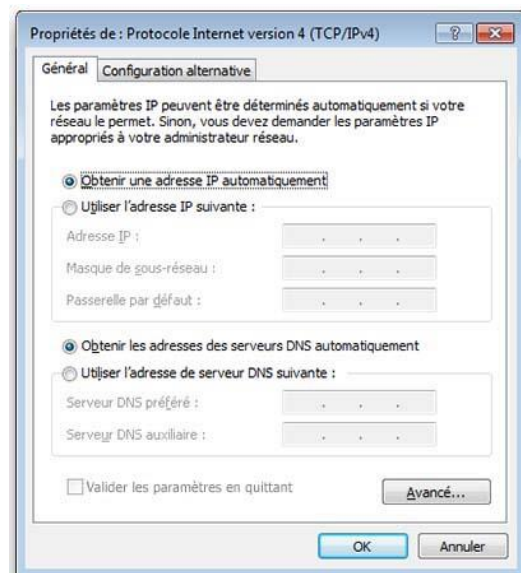 Propriétés de : Protocole Internet version 4 (TCP/IPv4)
Général
Configuration alternative
Les paramètres IP peuvent être déterminés automatiquement si votre
réseau le permet. Sinon, vous devez demander les paramètres IP
appropriés à votre administrateur réseau.
Obtenir une adresse IP automatiquement
Utiliser l'adresse IP suivante :
Adresse IP :
Masque de sous-réseau :
Passerelle par défaut :
Obtenir les adresses des serveurs DNS automatiquement
Utiliser l'adresse de serveur DNS suivante :
Serveur DNS préféré :
Serveur DNS auxiliaire :
Valider les paramètres en quittant
Avancé...
OK
Annuler